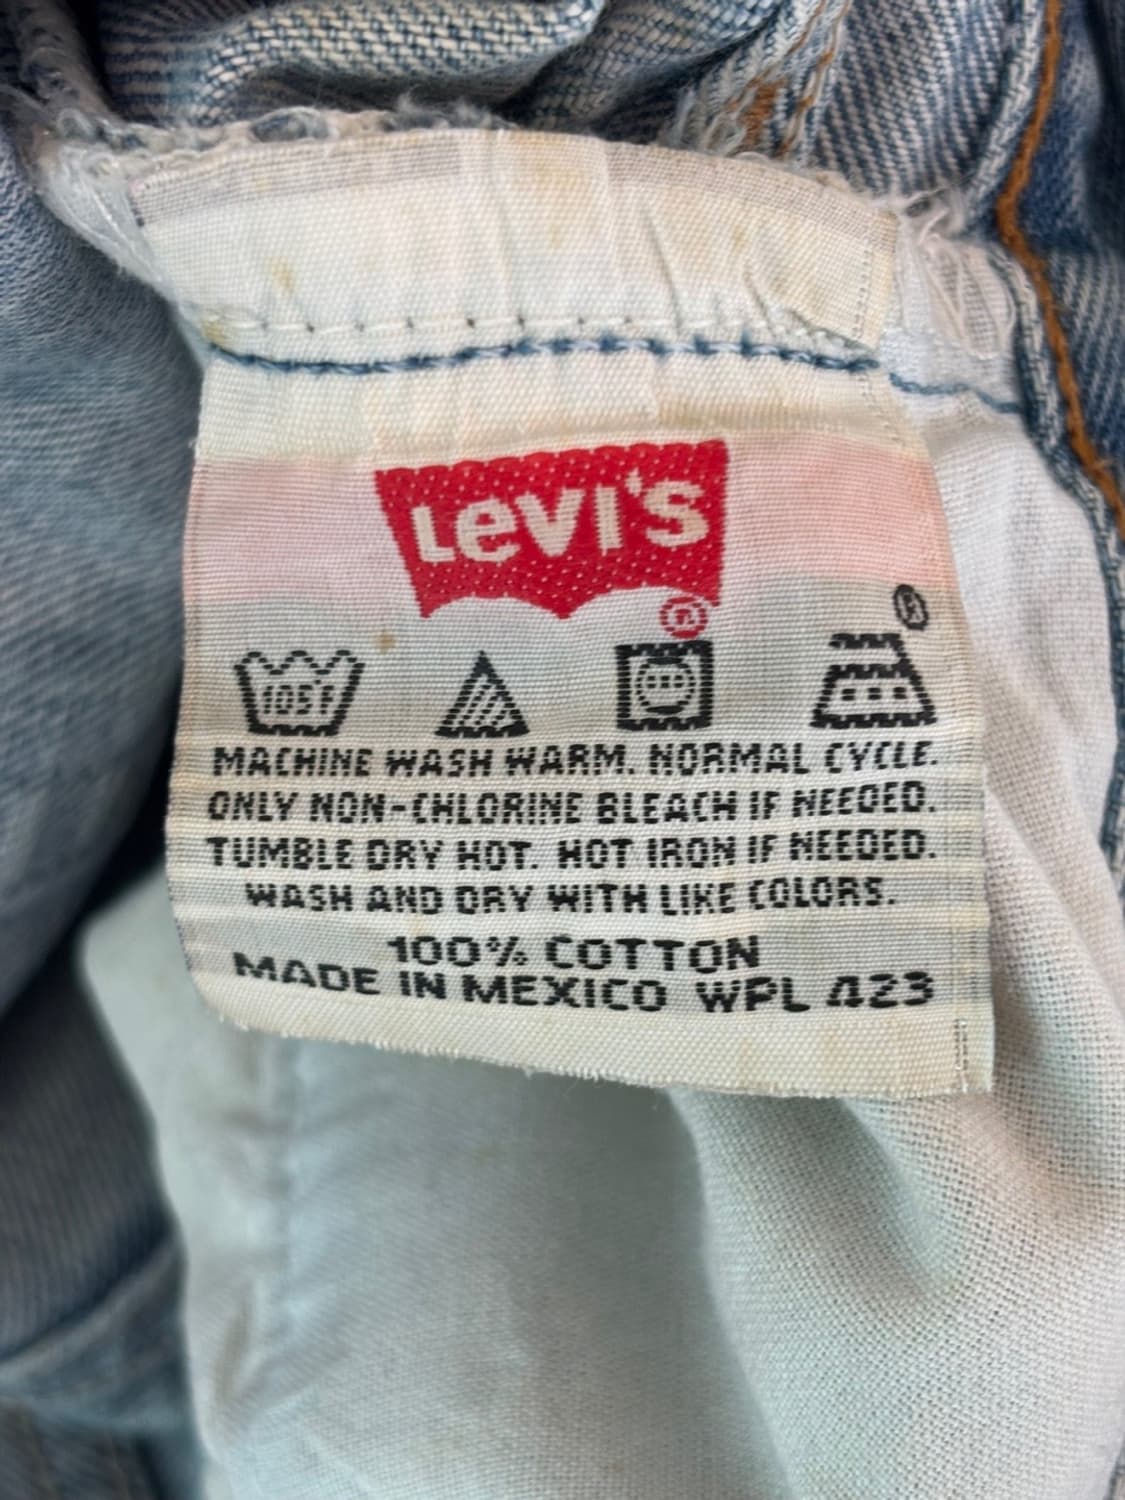 LeVI'S
®
105°F
MACHINE WASH WARM. NORMAL CYCLE.
ONLY NON-CHLORINE BLEACH IF NEEDED.
TUMBLE DRY HOT. HOT IRON IF NEEDED.
WASH AND DRY WITH LIKE COLORS.
100% COTTON
MADE IN MEXICO WPL 423